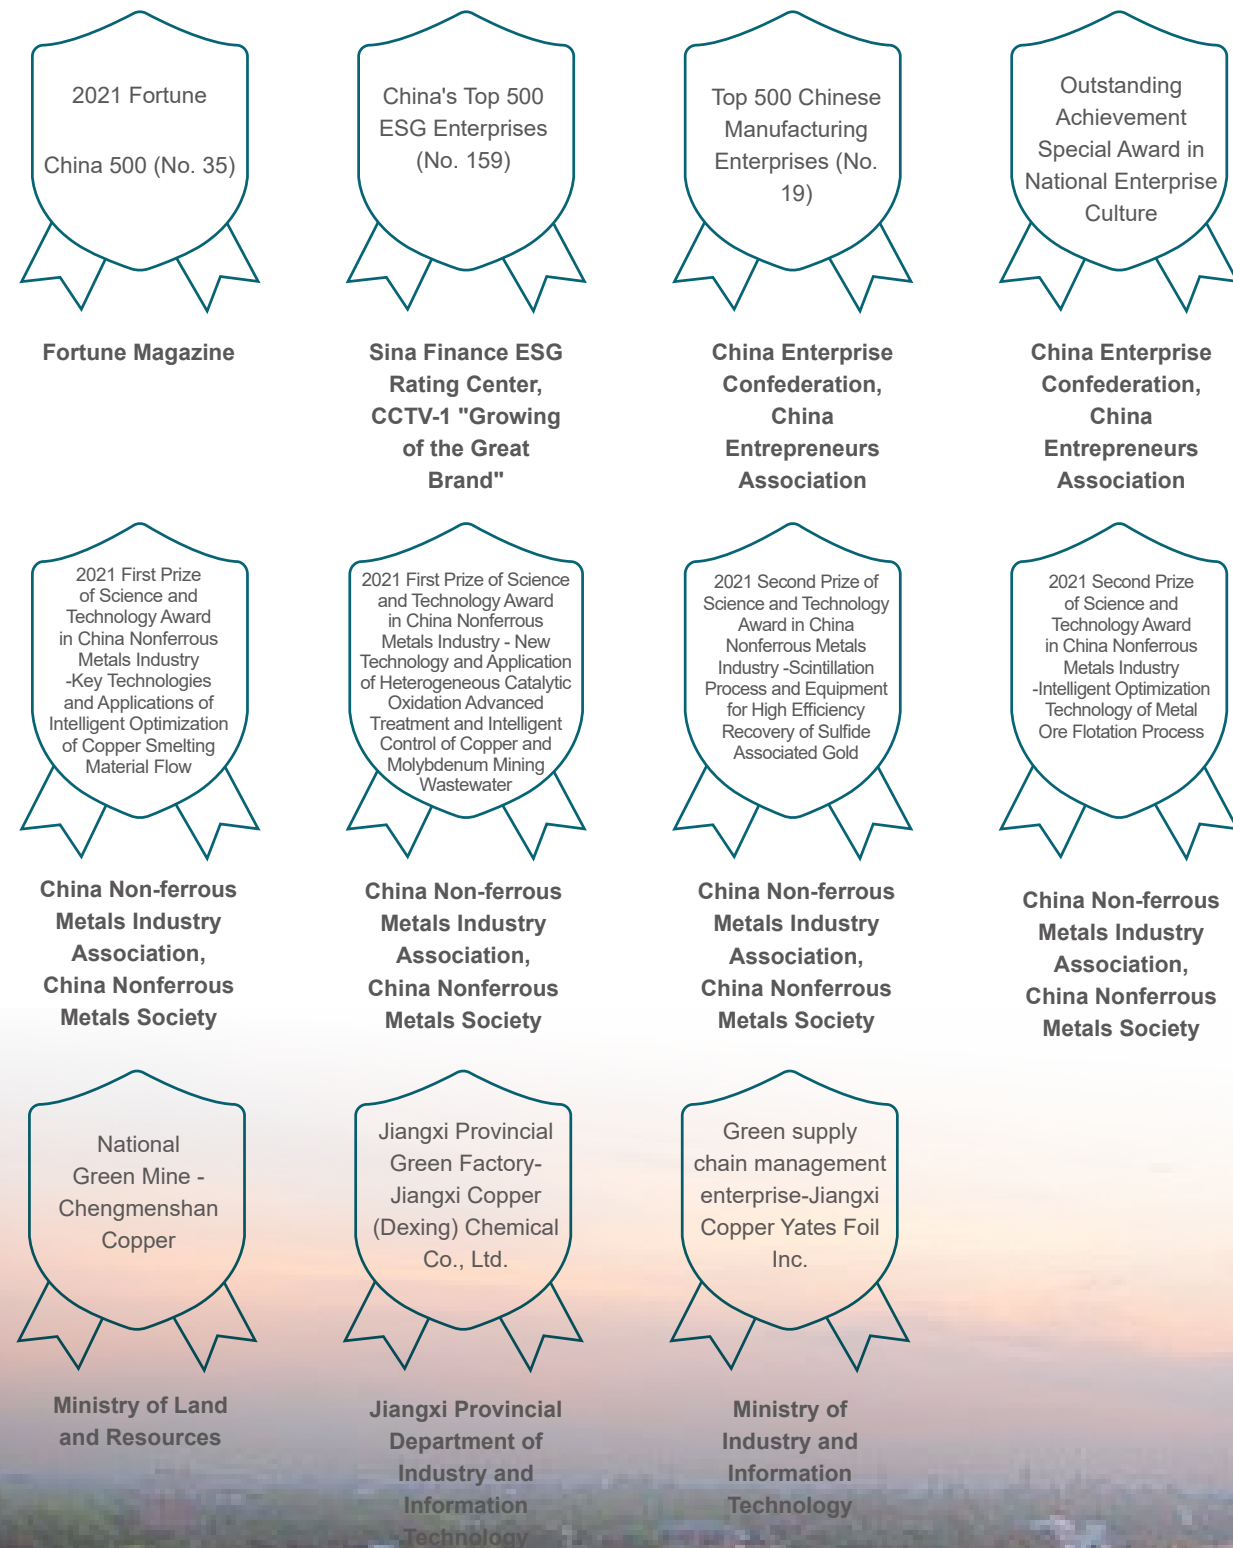 2021 Fortune
China 500 (No. 35)
China's Top 500
ESG Enterprises
(No. 159)
Top 500 Chinese
Manufacturing
Enterprises (No.
19)
Outstanding
Achievement
Special Award in
National Enterprise
Culture
Fortune Magazine
Sina Finance ESG
Rating Center,
CCTV-1 "Growing
of the Great
Brand"
China Enterprise
Confederation,
China
Entrepreneurs
Association
China Enterprise
Confederation,
China
Entrepreneurs
Association
2021 First Prize
of Science and
Technology Award
in China Nonferrous
Metals Industry
-Key Technologies
and Applications of
Intelligent Optimization
of Copper Smelting
Material Flow
2021 First Prize of Science
and Technology Award
in China Nonferrous
Metals Industry - New
Technology and Application
of Heterogeneous Catalytic
Oxidation Advanced
Treatment and Intelligent
Control of Copper and
Molybdenum Mining
Wastewater
2021 Second Prize of
Science and Technology
Award in China
Nonferrous Metals
Industry -Scintillation
Process and Equipment
for High Efficiency
Recovery of Sulfide
Associated Gold
2021 Second Prize
of Science and
Technology Award
in China Nonferrous
Metals Industry
-Intelligent Optimization
Technology of Metal
Ore Flotation Process
China Non-ferrous
Metals Industry
Association,
China Nonferrous
Metals Society
China Non-ferrous
Metals Industry
Association,
China Nonferrous
Metals Society
China Non-ferrous
Metals Industry
Association,
China Nonferrous
Metals Society
China Non-ferrous
Metals Industry
Association,
China Nonferrous
Metals Society
National
Green Mine -
Chengmenshan
Copper
Jiangxi Provincial
Green Factory-
Jiangxi Copper
(Dexing) Chemical
Co., Ltd.
Green supply
chain management
enterprise-Jiangxi
Copper Yates Foil
Inc.
Ministry of Land
and Resources
Jiangxi Provincial
Department of
Industry and
Information
Technology
Ministry of
Industry and
Information
Technology